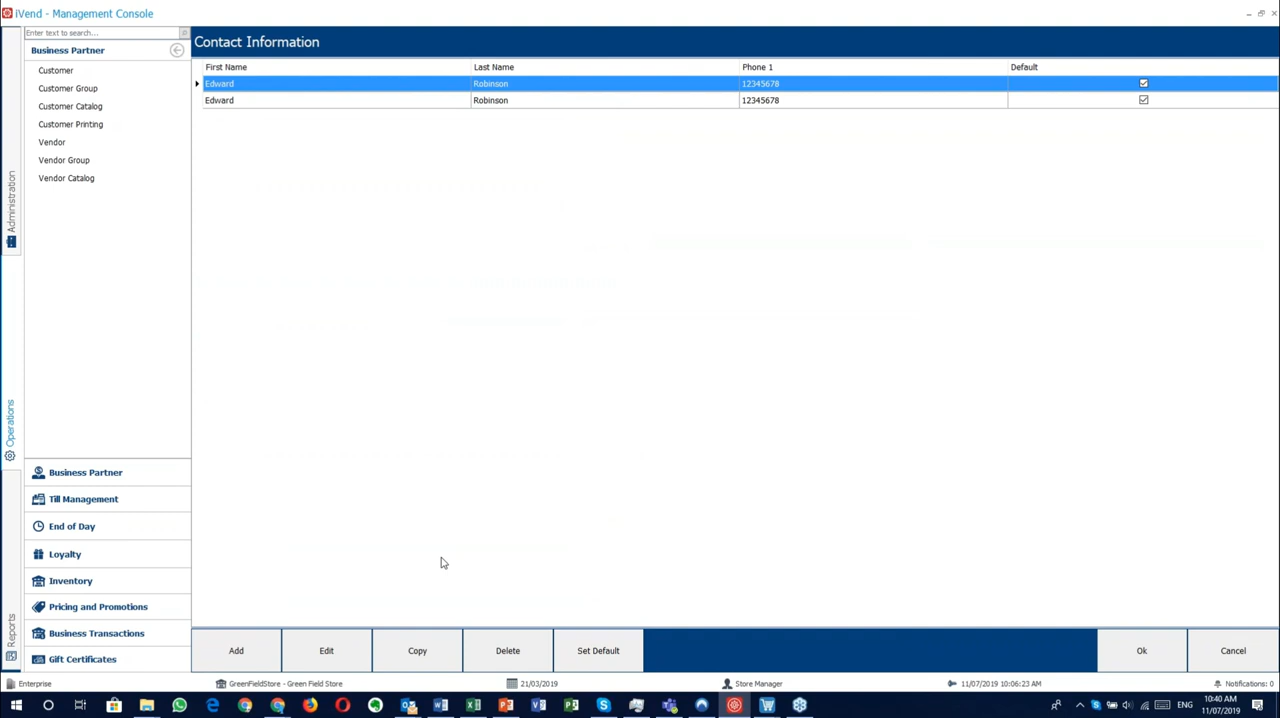 iVend - Management Console
Enter text to search...
Business Partner
Customer
Customer Group
Customer Catalog
Customer Printing
Vendor
Vendor Group
Vendor Catalog
Administration
Operations
Reports
Business Partner
Till Management
End of Day
Loyalty
Inventory
Pricing and Promotions
Business Transactions
Gift Certificates
Contact Information
First Name Last Name Phone 1 Default
Edward Robinson 12345678
Edward Robinson 12345678
Add Edit Copy Delete Set Default Ok Cancel
Enterprise GreenFieldStore - Green Field Store 21/03/2019 Store Manager 11/07/2019 10:06:23 AM Notifications: 0
10:40 AM
11/07/2019